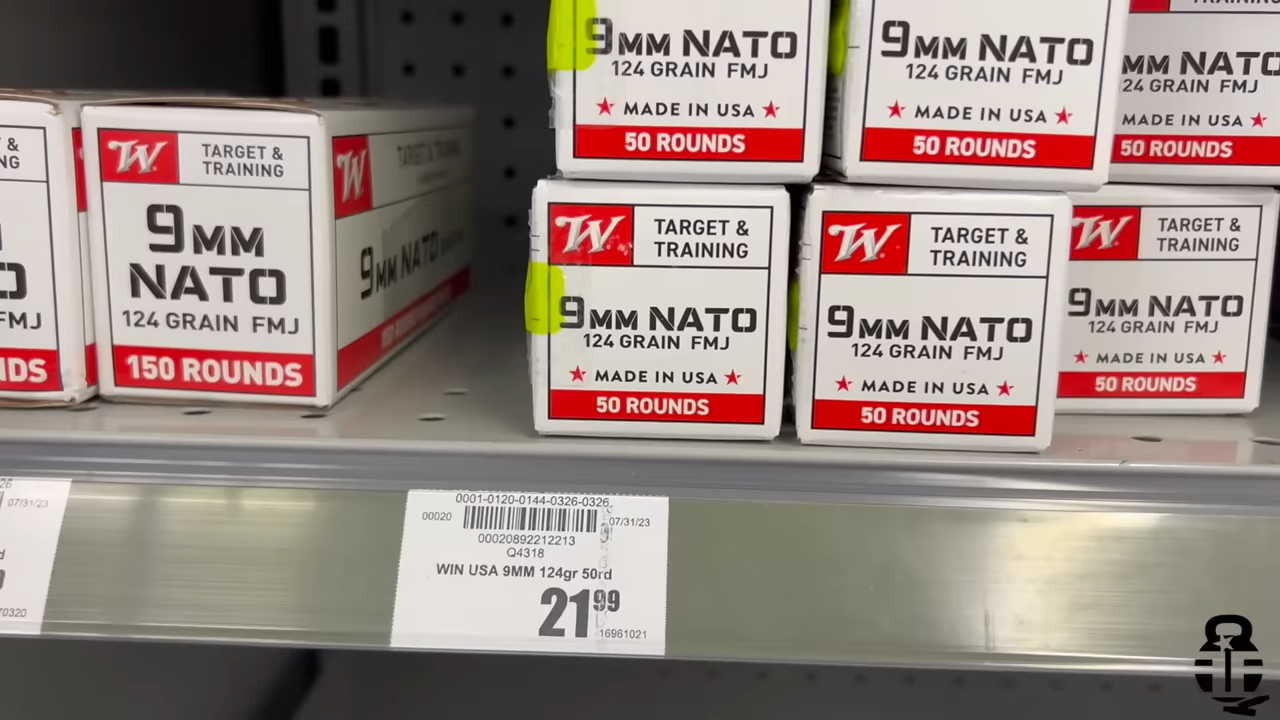 9MM NATO
124 GRAIN FMJ
★ MADE IN USA ★
50 ROUNDS
9MM NATO
124 GRAIN FMJ
★ MADE IN USA ★
50 ROUNDS
MM NATO
24 GRAIN FMJ
MADE IN USA ★
50 ROUNDS
FMJ
NDS
W
TARGET &
TRAINING
9MM
NATO
124 GRAIN FMJ
150 ROUNDS
W
TARGET & TRAINING
9MM NATO
W
TARGET &
TRAINING
9MM NATO
124 GRAIN FMJ
★ MADE IN USA ★
50 ROUNDS
W
TARGET &
TRAINING
9MM NATO
124 GRAIN FMJ
★ MADE IN USA ★
50 ROUNDS
W
TARGET &
TRAINING
9MM NATO
124 GRAIN FMJ
★ MADE IN USA ★
50 ROUNDS
07/31/23
70320
0001-0120-0144-0326-0326
00020
07/31/23
00020892212213
Q4318
WIN USA 9MM 124gr 50rd
21.99
16961021